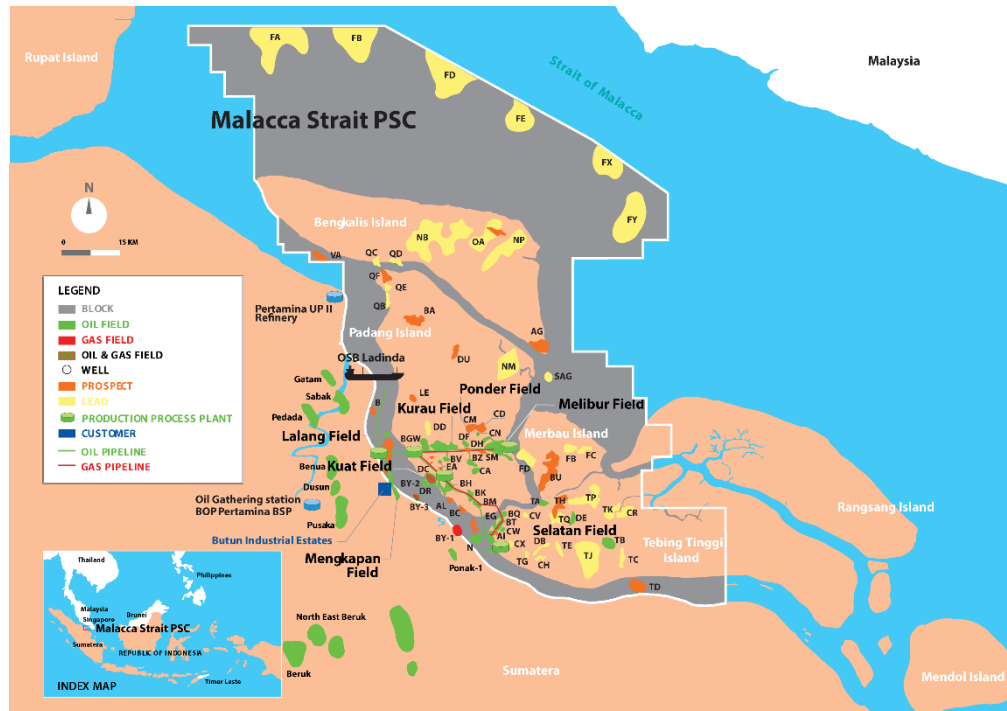 FA
FB
FD
FE
FX
FY
Rupat Island
Malaysia
Strait of Malacca
Malacca Strait PSC
N
0 15 KM
Bengkalis Island
NB
OA
NP
VA
QC
QD
QF
QE
QB
BA
Padang Island
DU
AG
NM
SAG
LEGEND
BLOCK
OIL FIELD
GAS FIELD
OIL & GAS FIELD
WELL
PROSPECT
LEAD
PRODUCTION PROCESS PLANT
CUSTOMER
OIL PIPELINE
GAS PIPELINE
Pertamina UP II
Refinery
OSB Ladinda
Gatam
Sabak
Pedada
Lalang Field
Benua
Dusun
Oil Gathering station
BOP Pertamina BSP
Pusaka
Butun Industrial Estates
Mengkapan
Field
Ponder Field
Melibur Field
Kurau Field
Kuat Field
Merbau Island
Selatan Field
Tebing Tinggi
Island
Rangsang Island
Mendol Island
Sumatera
LE
B
DD
CM
CD
CN
DF
DH
BGW
BV
BZ
SM
EA
CA
DC
BY-2
DR
BH
BK
BM
AL
BC
BY-3
BY-1
EG
BQ
BT
CW
AI
CX
N
Ponak-1
FD
FB
FC
BU
TA
TH
TP
CV
TQ
DE
TK
CR
DB
TE
TB
TG
CH
TJ
TC
TD
North East Beruk
Beruk
Thailand
Philippines
Malaysia
Singapore
Brunei
Malacca Strait PSC
Sumatera
REPUBLIC OF INDONESIA
Timor Leste
INDEX MAP